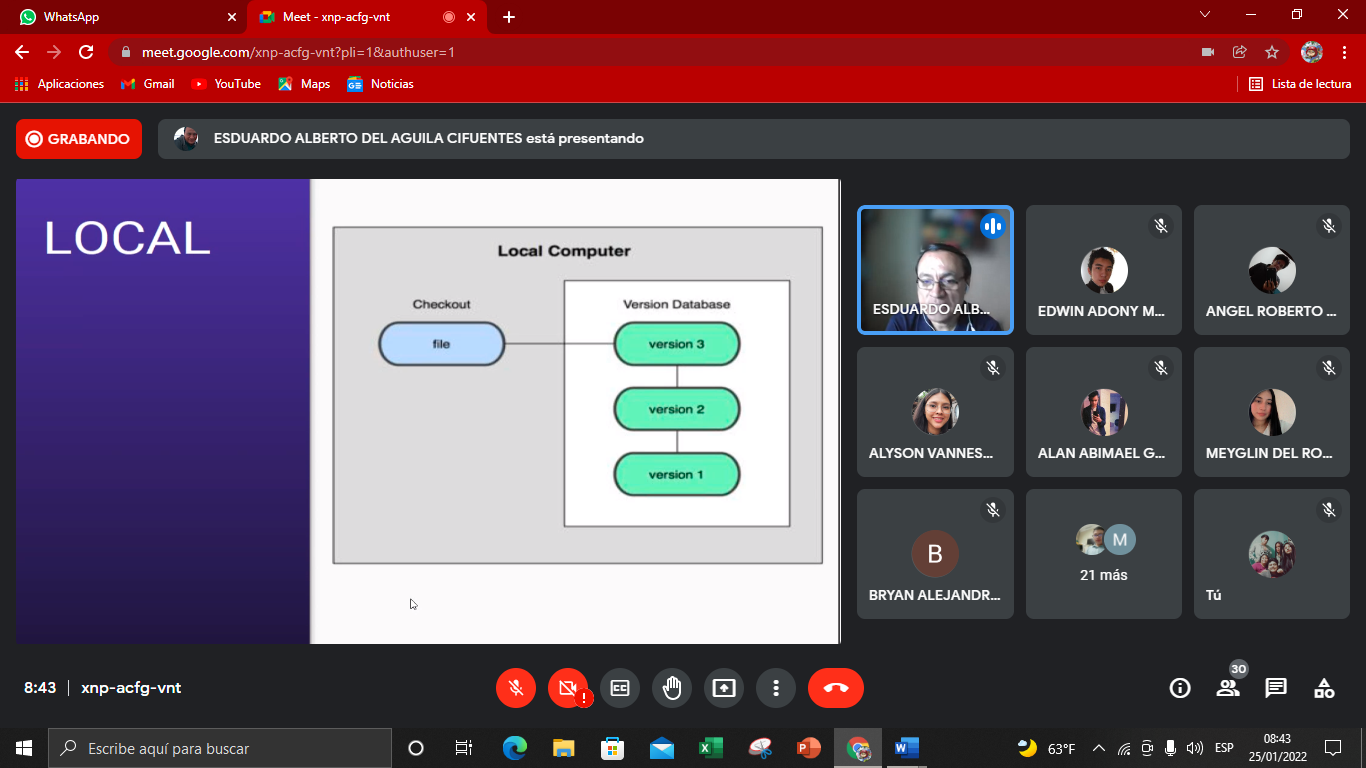 WhatsApp
Meet - xnp-acfg-vnt
meet.google.com/xnp-acfg-vnt?pli=1&authuser=1
Aplicaciones
Gmail
YouTube
Maps
Noticias
Lista de lectura
GRABANDO
ESDUARDO ALBERTO DEL AGUILA CIFUENTES está presentando
LOCAL
Local Computer
Checkout
Version Database
file
version 3
version 2
version 1
ESDUARDO ALB...
EDWIN ADONY M...
ANGEL ROBERTO ...
ALYSON VANNES...
ALAN ABIMAEL G...
MEYGLIN DEL RO...
B
BRYAN ALEJANDR...
M
21 más
Tú
8:43 | xnp-acfg-vnt
30
Escribe aquí para buscar
63°F
ESP
08:43
25/01/2022